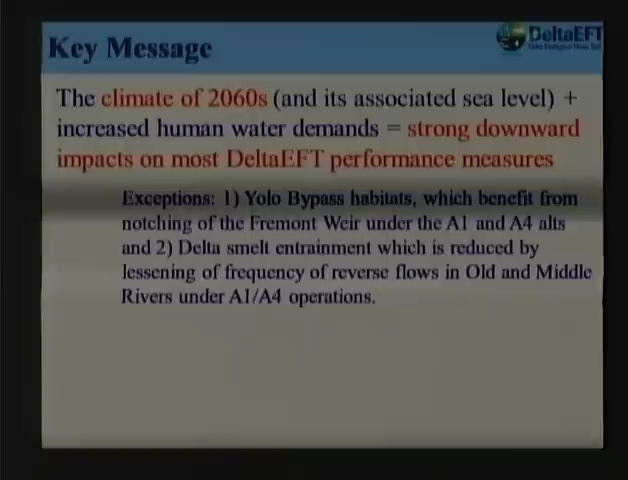 Key Message
DeltaEFT
The climate of 2060s (and its associated sea level) +
increased human water demands = strong downward
impacts on most DeltaEFT performance measures
Exceptions: 1) Yolo Bypass habitats, which benefit from
notching of the Fremont Weir under the A1 and A4 alts
and 2) Delta smelt entrainment which is reduced by
lessening of frequency of reverse flows in Old and Middle
Rivers under A1/A4 operations.